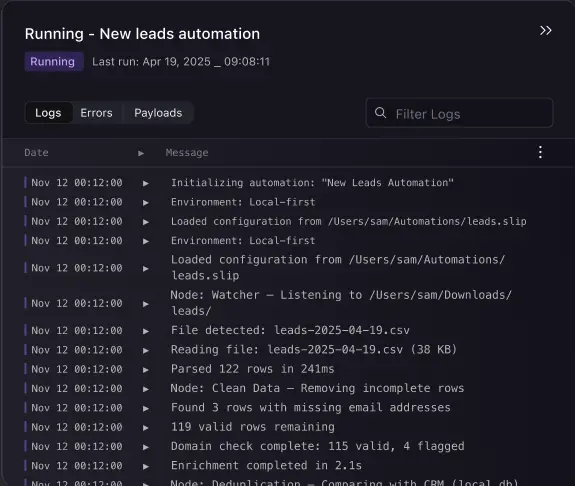 Running - New leads automation
Running Last run: Apr 19, 2025 _ 09:08:11
Logs Errors Payloads Filter Logs
Date ▶ Message
Nov 12 00:12:00 ▶ Initializing automation: "New Leads Automation"
Nov 12 00:12:00 ▶ Environment: Local-first
Nov 12 00:12:00 ▶ Loaded configuration from /Users/sam/Automations/leads.slip
Nov 12 00:12:00 ▶ Environment: Local-first
Nov 12 00:12:00 ▶ Loaded configuration from /Users/sam/Automations/
leads.slip
Nov 12 00:12:00 ▶ Node: Watcher — Listening to /Users/sam/Downloads/
leads/
Nov 12 00:12:00 ▶ File detected: leads-2025-04-19.csv
Nov 12 00:12:00 ▶ Reading file: leads-2025-04-19.csv (38 KB)
Nov 12 00:12:00 ▶ Parsed 122 rows in 241ms
Nov 12 00:12:00 ▶ Node: Clean Data — Removing incomplete rows
Nov 12 00:12:00 ▶ Found 3 rows with missing email addresses
Nov 12 00:12:00 ▶ 119 valid rows remaining
Nov 12 00:12:00 ▶ Domain check complete: 115 valid, 4 flagged
Nov 12 00:12:00 ▶ Enrichment completed in 2.1s
Nov 12 00:12:00 ▶ Node: Deduplication — Comparing with CRM (local db)